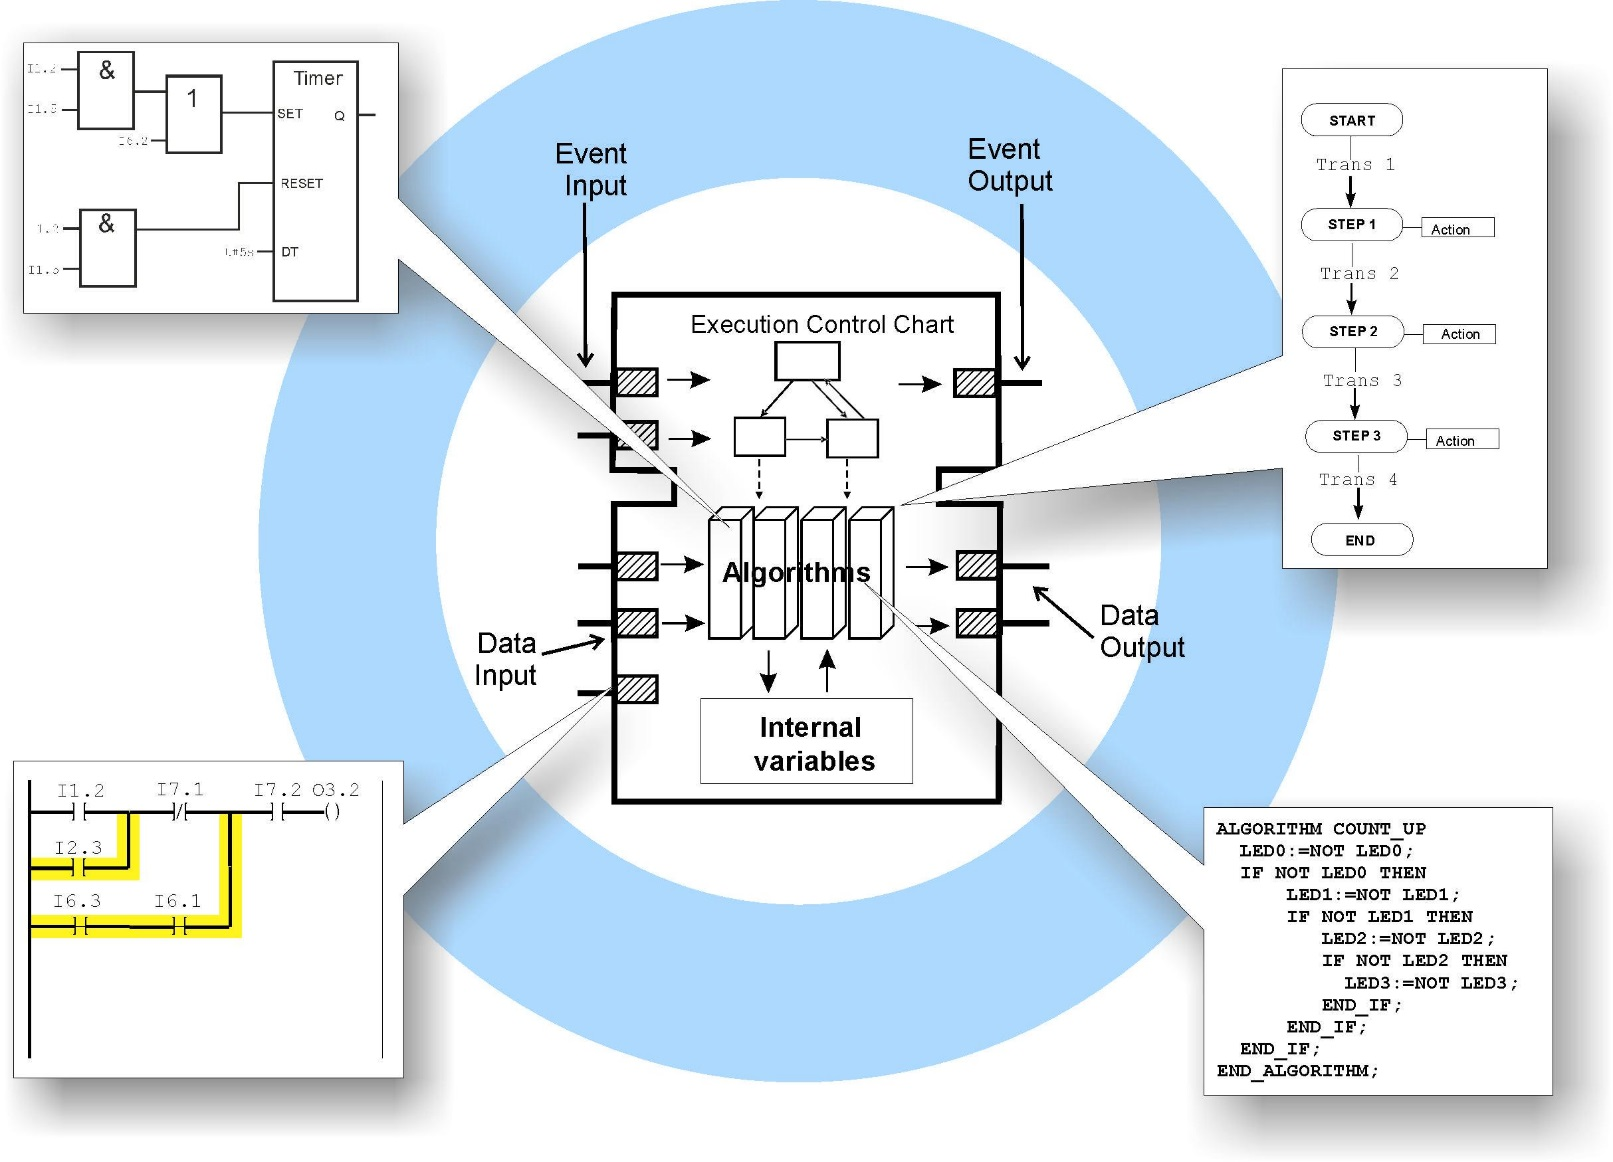 &
Timer
1
SET
Q
RESET
&
DT
Event
Input
Event
Output
Execution Control Chart
Algorithms
Data
Input
Data
Output
Internal
variables
START
Trans 1
STEP 1
Action
Trans 2
STEP 2
Action
Trans 3
STEP 3
Action
Trans 4
END
I1.2 I7.1 I7.2 O3.2
I2.3
I6.3 I6.1
ALGORITHM COUNT_UP
LED0:=NOT LED0;
IF NOT LED0 THEN
LED1:=NOT LED1;
IF NOT LED1 THEN
LED2:=NOT LED2;
IF NOT LED2 THEN
LED3:=NOT LED3;
END_IF;
END_IF;
END_IF;
END_ALGORITHM;